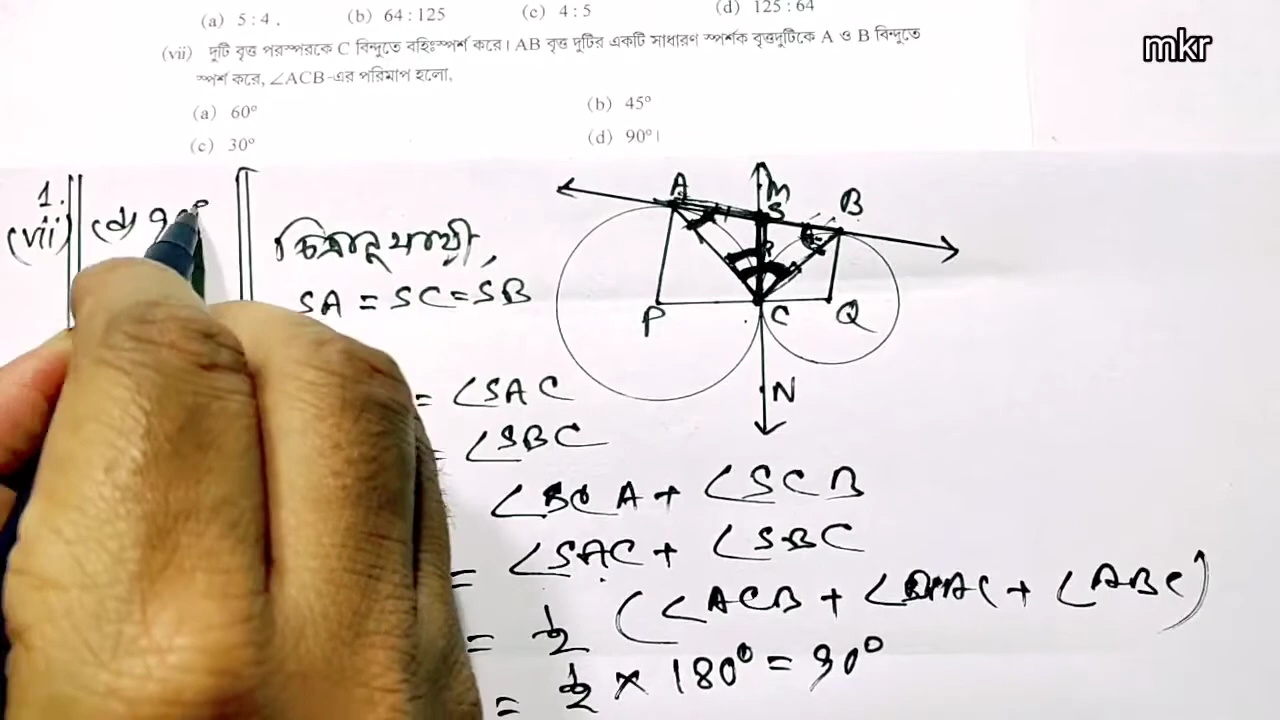 (a) 5 : 4 . (b) 64 : 125 (c) 4 : 5 (d) 125 : 64
(vii) দুটি বৃত্ত পরস্পরকে C বিন্দুতে বহিঃস্পর্শ করে। AB বৃত্ত দুটির একটি সাধারণ স্পর্শক বৃত্তদুটিকে A ও B বিন্দুতে
স্পর্শ করে, ∠ACB-এর পরিমাপ হলো,
(a) 60° (b) 45°
(c) 30° (d) 90°।
mkr
1.
(vii) (d) 90°
চিত্রানুযায়ী,
SA = SC = SB
= ∠SAC
= ∠SBC
∠SCA + ∠SCB
= ∠SAC + ∠SBC
= 1/2 (∠ACB + ∠BAC + ∠ABC)
= 1/2 × 180° = 90°
A M S B
P C Q
N